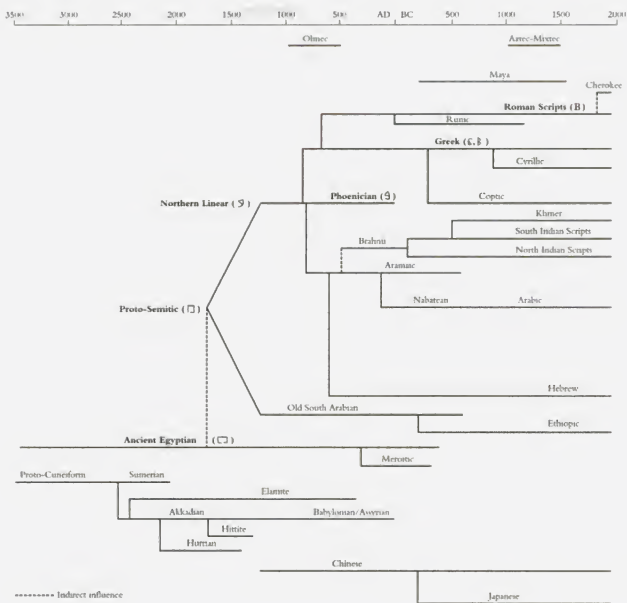 3500 3000 2500 2000 1500 1000 500 AD BC 500 1000 1500 2000
Olmec Aztec-Mixtec
Maya
Cherokee
Roman Scripts (B)
Rune
Greek
Cyrillic
Phoenician Coptic
Northern Linear
Khmer
South Indian Scripts
Brahmi
North Indian Scripts
Aramaic
Nabatean Arabic
Proto-Semitic
Hebrew
Old South Arabian
Ethiopic
Ancient Egyptian
Meroitic
Proto-Cuneiform Sumerian
Elamite
Akkadian Babylonian/Assyrian
Hittite
Hurrian
Chinese
Indirect influence
Japanese